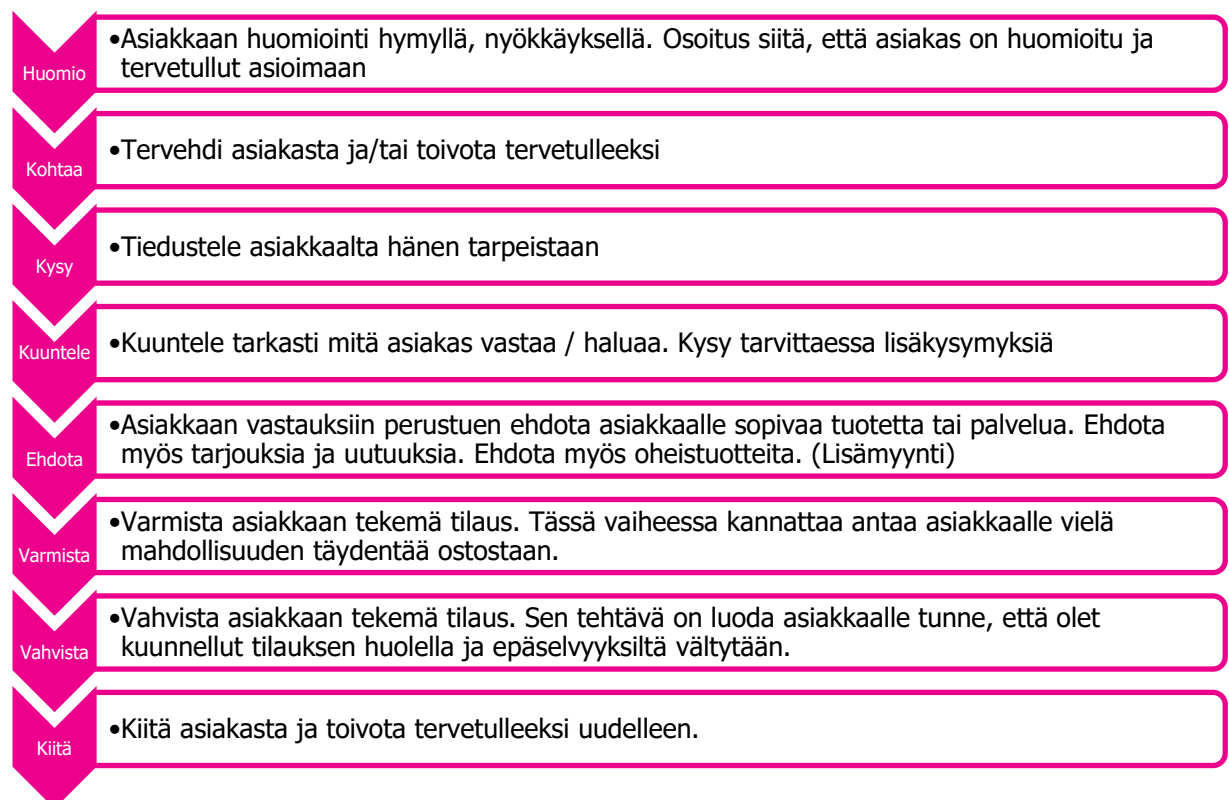 Huomio
•Asiakkaan huomiointi hymyllä, nyökkäyksellä. Osoitus siitä, että asiakas on huomioitu ja
tervetullut asioimaan
Kohtaa
•Tervehdi asiakasta ja/tai toivota tervetulleeksi
Kysy
•Tiedustele asiakkaalta hänen tarpeistaan
Kuuntele
•Kuuntele tarkasti mitä asiakas vastaa / haluaa. Kysy tarvittaessa lisäkysymyksiä
Ehdota
•Asiakkaan vastauksiin perustuen ehdota asiakkaalle sopivaa tuotetta tai palvelua. Ehdota
myös tarjouksia ja uutuuksia. Ehdota myös oheistuotteita. (Lisämyynti)
Varmista
•Varmista asiakkaan tekemä tilaus. Tässä vaiheessa kannattaa antaa asiakkaalle vielä
mahdollisuuden täydentää ostostaan.
Vahvista
•Vahvista asiakkaan tekemä tilaus. Sen tehtävä on luoda asiakkaalle tunne, että olet
kuunnellut tilauksen huolella ja epäselvyyksiltä vältytään.
Kiitä
•Kiitä asiakasta ja toivota tervetulleeksi uudelleen.